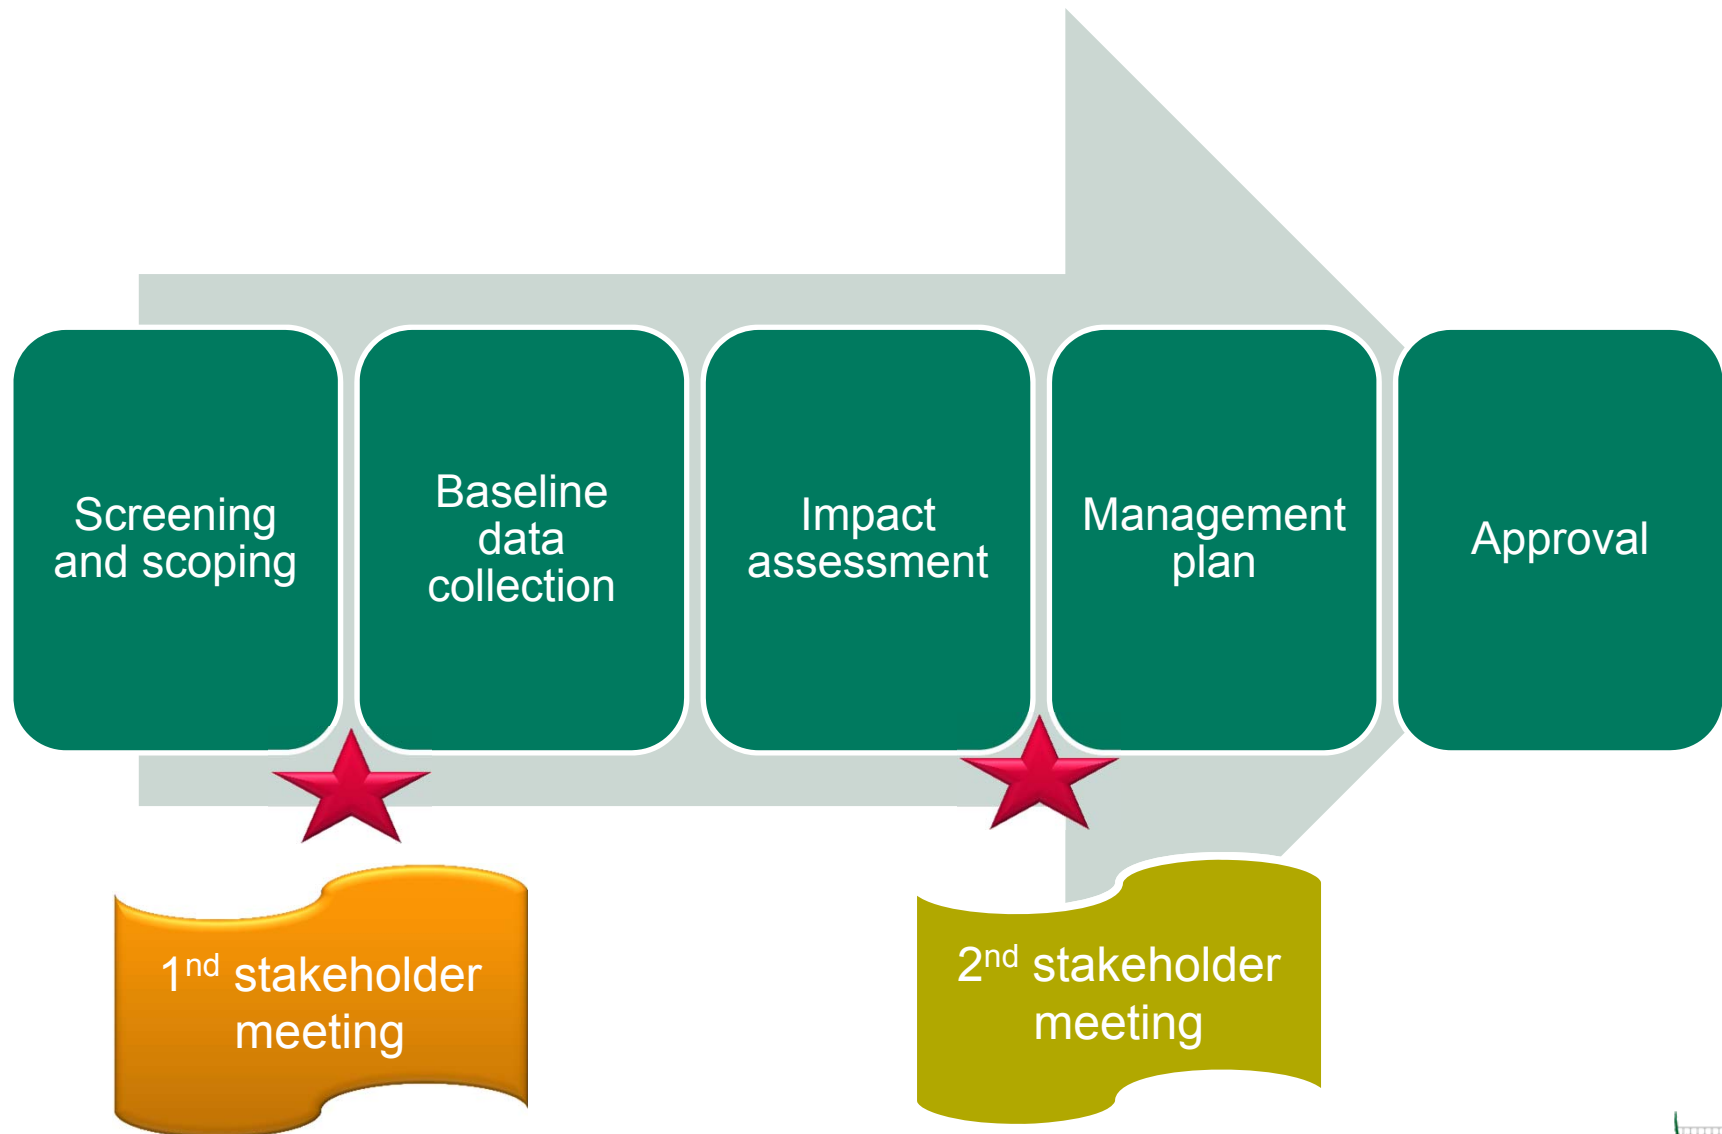 Screening
and scoping
Baseline
data
collection
Impact
assessment
Management
plan
Approval
1nd stakeholder
meeting
2nd stakeholder
meeting